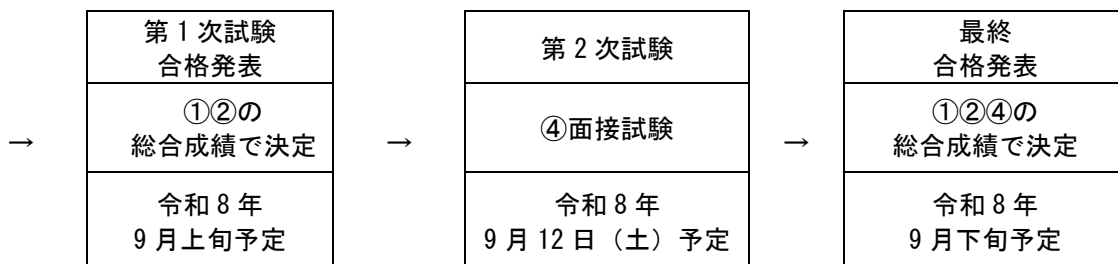 第1次試験
合格発表
①②の
総合成績で決定
令和8年
9月上旬予定
→
第2次試験
④面接試験
令和8年
9月12日（土）予定
→
最終
合格発表
①②④の
総合成績で決定
令和8年
9月下旬予定
→